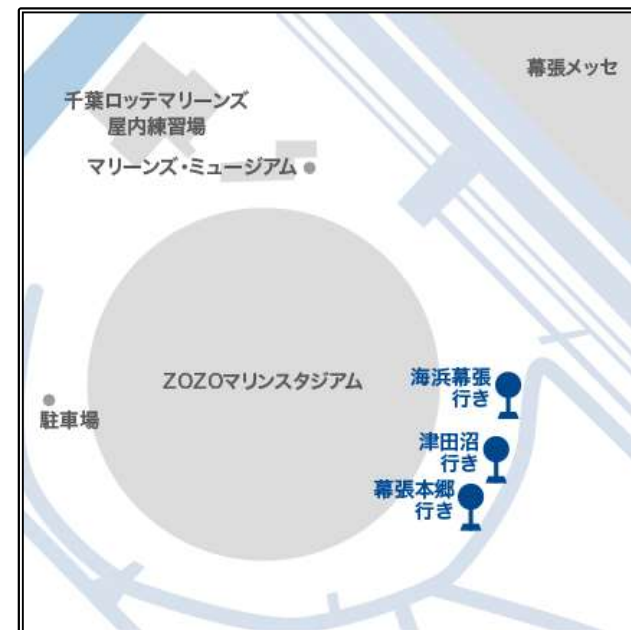 幕張メッセ
千葉ロッテマリーンズ
屋内練習場
マリーンズ・ミュージアム
ZOZOマリンスタジアム
海浜幕張
行き
駐車場
津田沼
行き
幕張本郷
行き